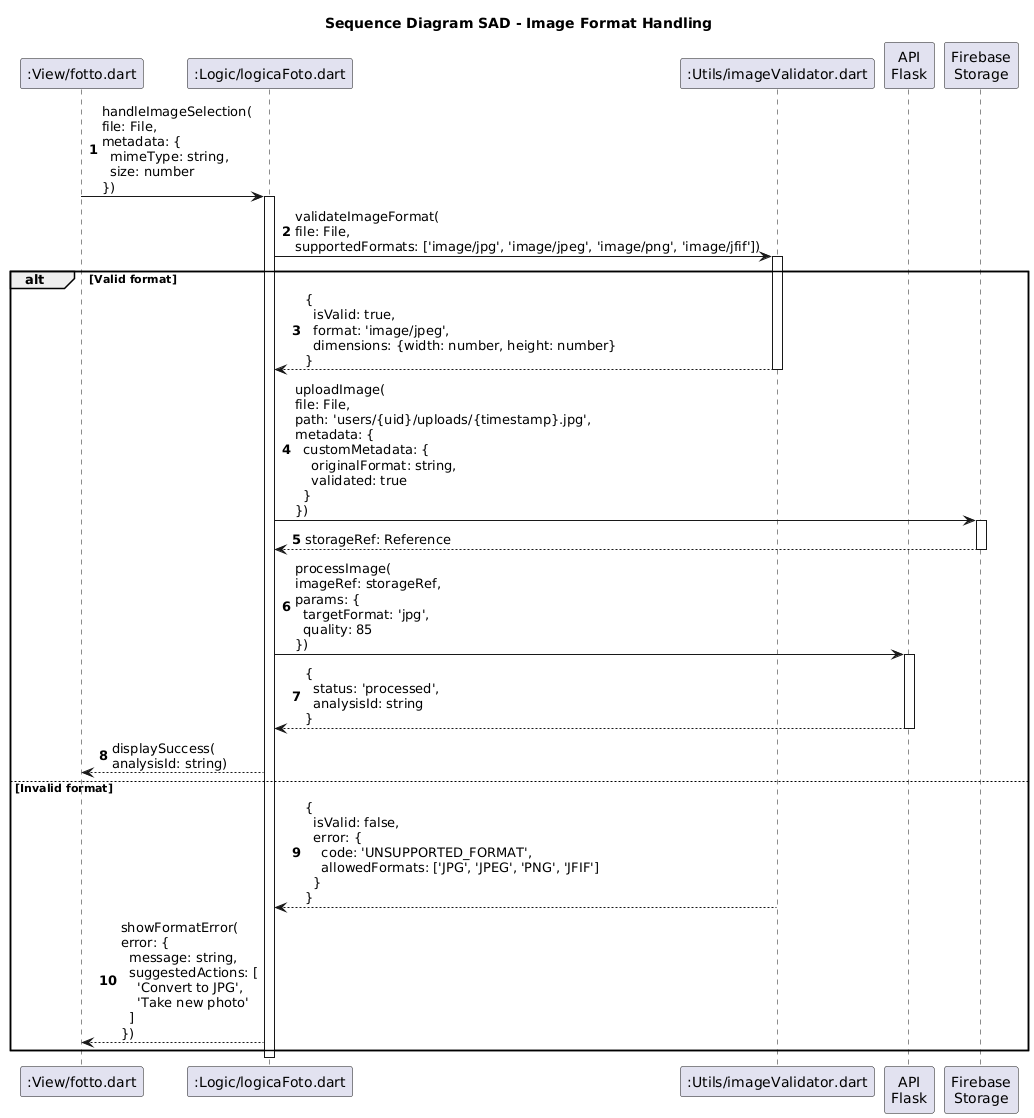 Sequence Diagram SAD - Image Format Handling
:View/fotto.dart
:Logic/logicaFoto.dart
:Utils/imageValidator.dart
API
Flask
Firebase
Storage
1
handleImageSelection(
file: File,
metadata: {
mimeType: string,
size: number
})
2
validateImageFormat(
file: File,
supportedFormats: ['image/jpg', 'image/jpeg', 'image/png', 'image/jfif'])
alt
[Valid format]
3
{
isValid: true,
format: 'image/jpeg',
dimensions: {width: number, height: number}
}
4
uploadImage(
file: File,
path: 'users/{uid}/uploads/{timestamp}.jpg',
metadata: {
customMetadata: {
originalFormat: string,
validated: true
}
})
5 storageRef: Reference
6
processImage(
imageRef: storageRef,
params: {
targetFormat: 'jpg',
quality: 85
})
7
{
status: 'processed',
analysisId: string
}
8
displaySuccess(
analysisId: string)
[Invalid format]
9
{
isValid: false,
error: {
code: 'UNSUPPORTED_FORMAT',
allowedFormats: ['JPG', 'JPEG', 'PNG', 'JFIF']
}
}
10
showFormatError(
error: {
message: string,
suggestedActions: [
'Convert to JPG',
'Take new photo'
]
})
:View/fotto.dart
:Logic/logicaFoto.dart
:Utils/imageValidator.dart
API
Flask
Firebase
Storage